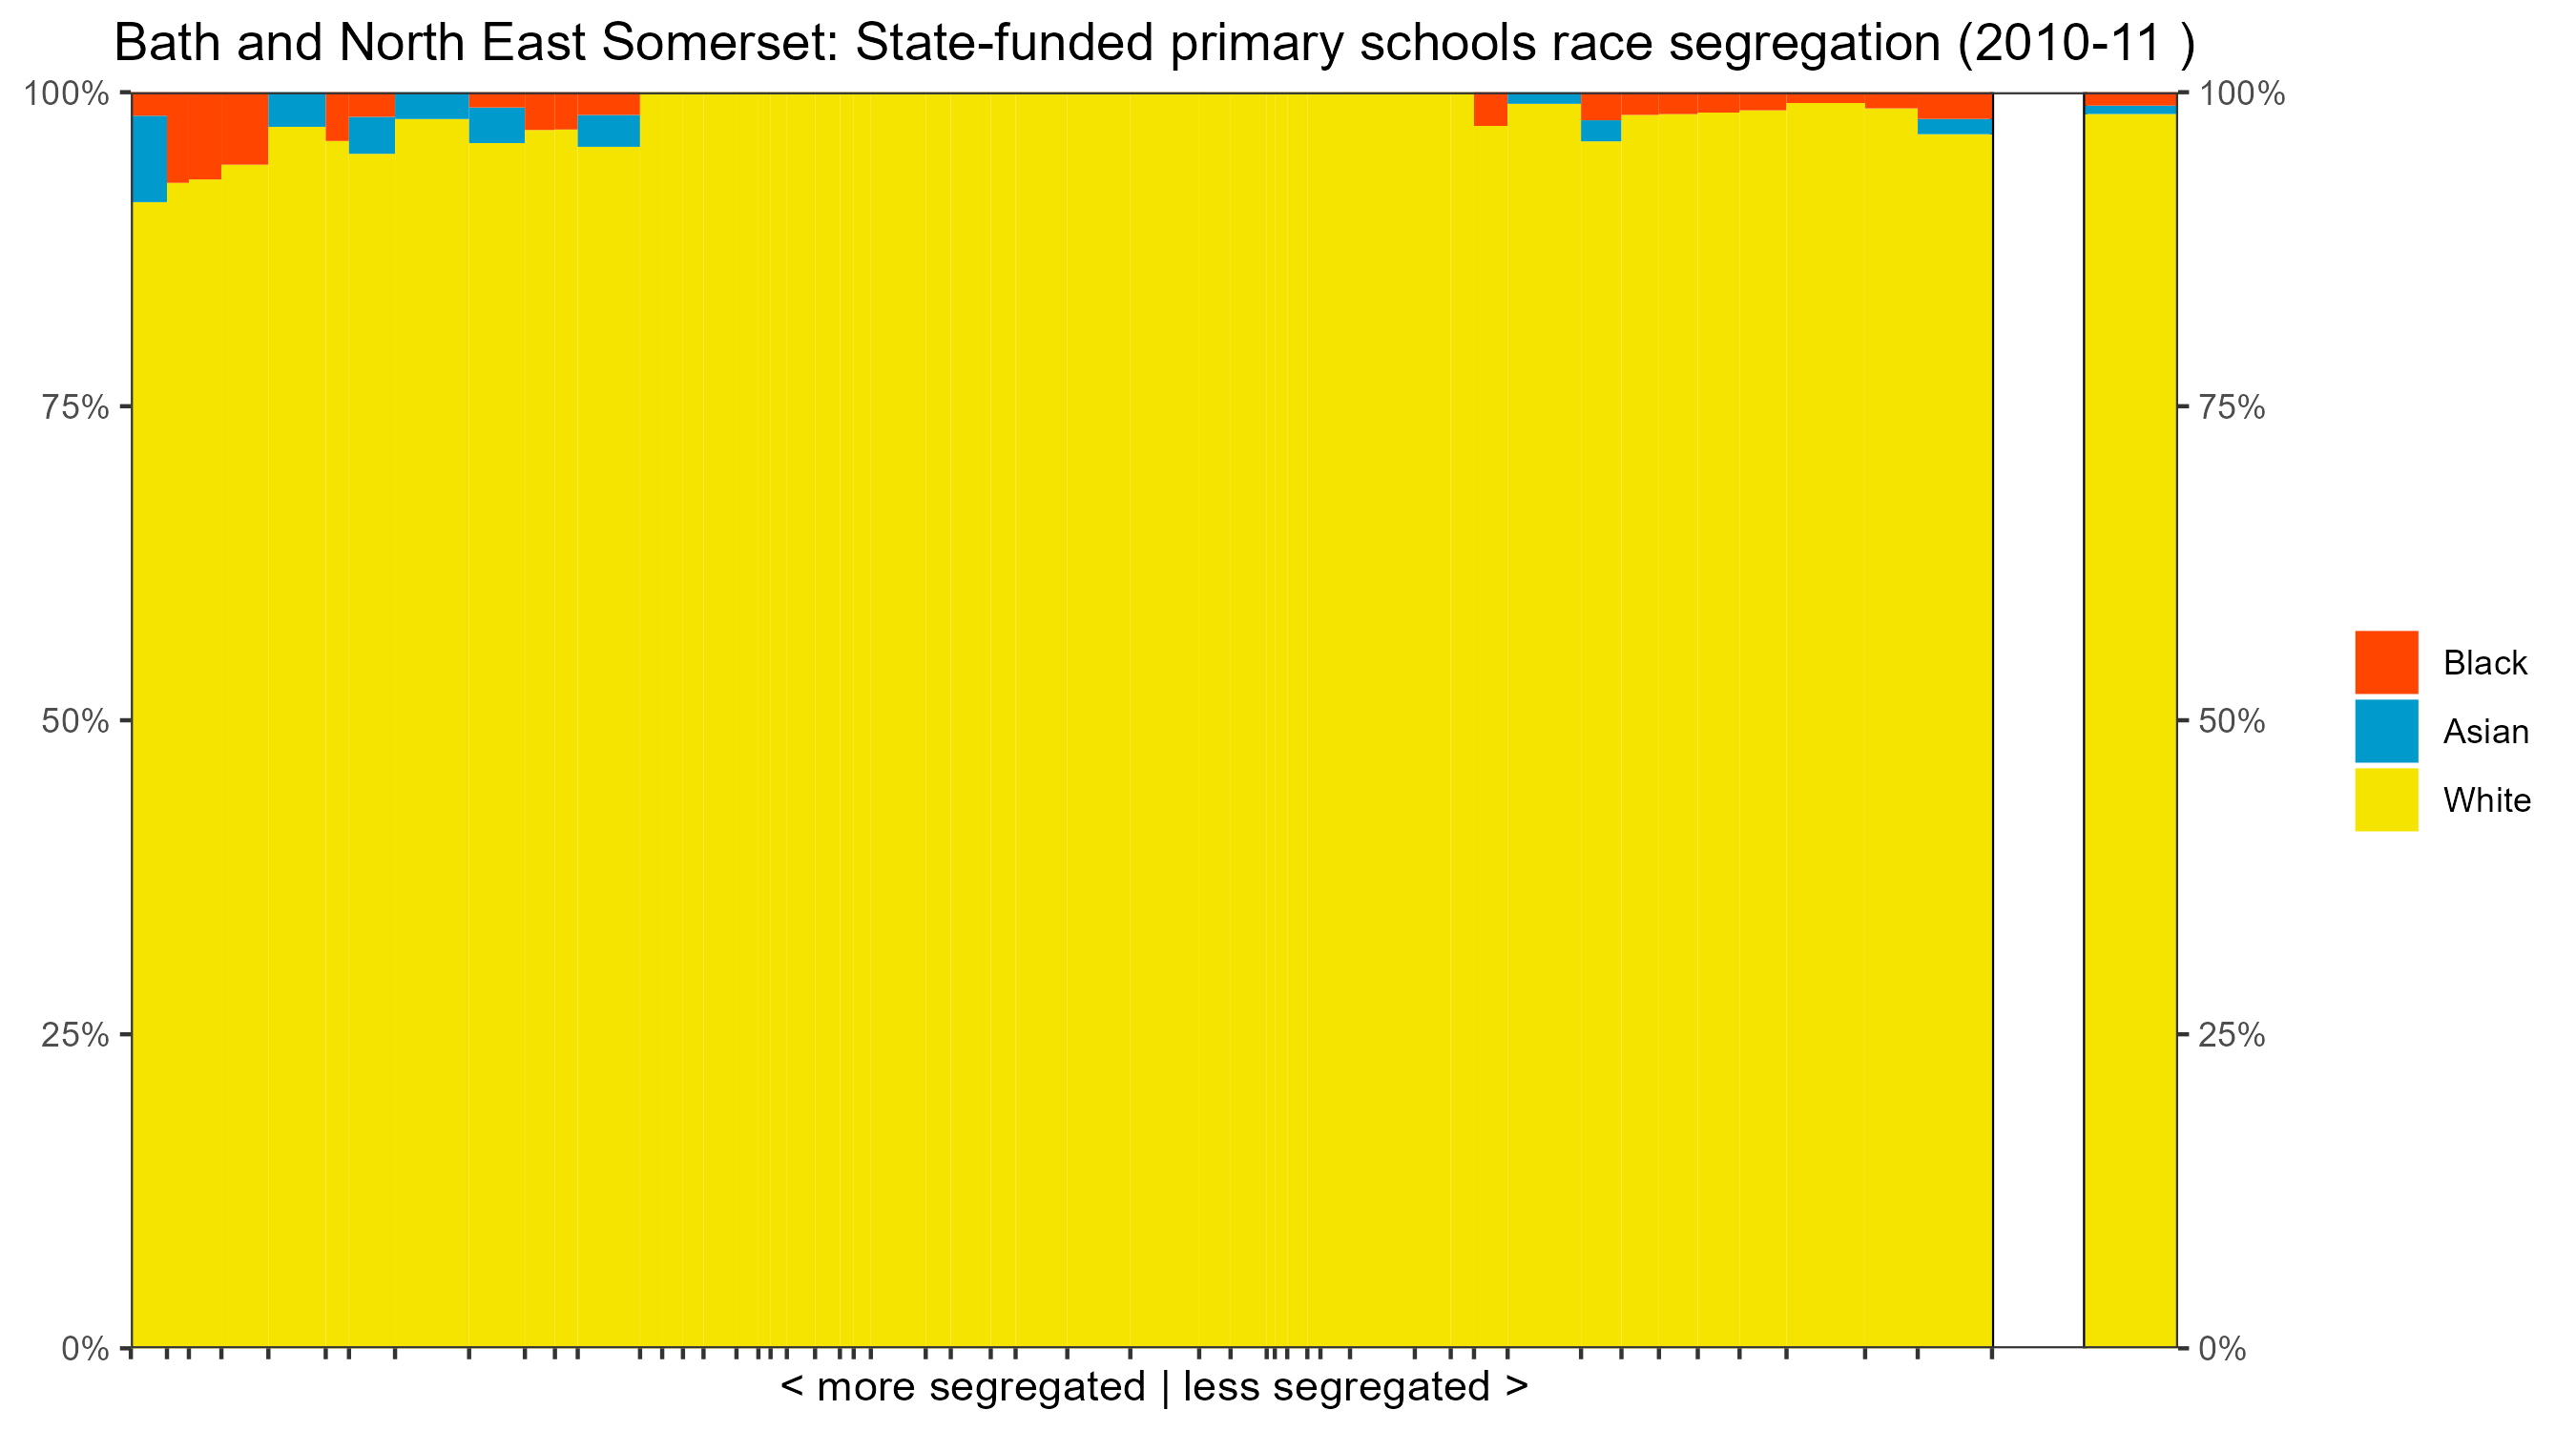 Bath and North East Somerset: State-funded primary schools race segregation (2010-11 )
100%
75%
50%
25%
0%
100%
75%
50%
25%
0%
Black
Asian
White
< more segregated | less segregated >